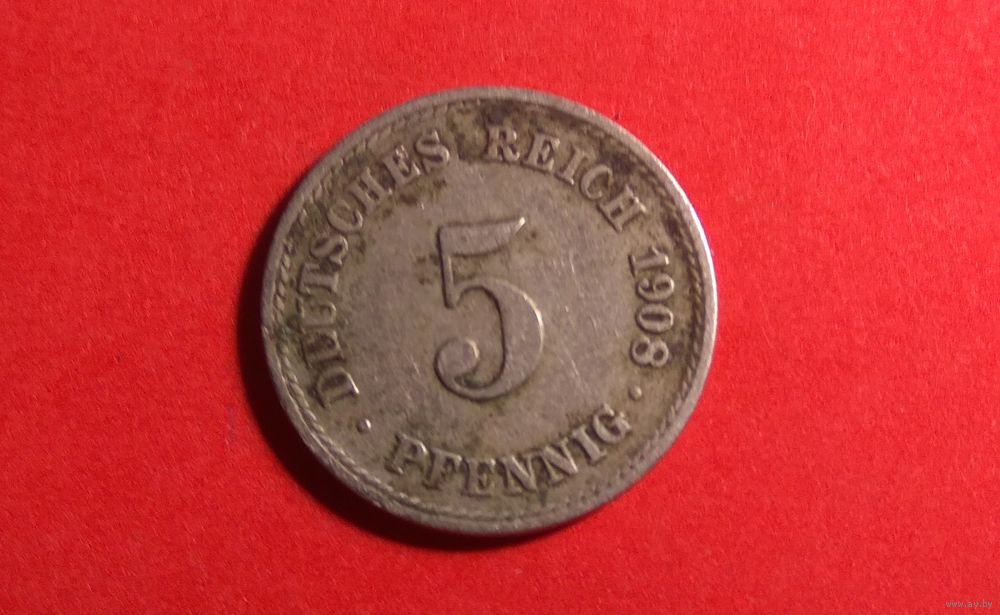 DEUTSCHES REICH 1908
5
· PFENNIG ·
www.ay.by